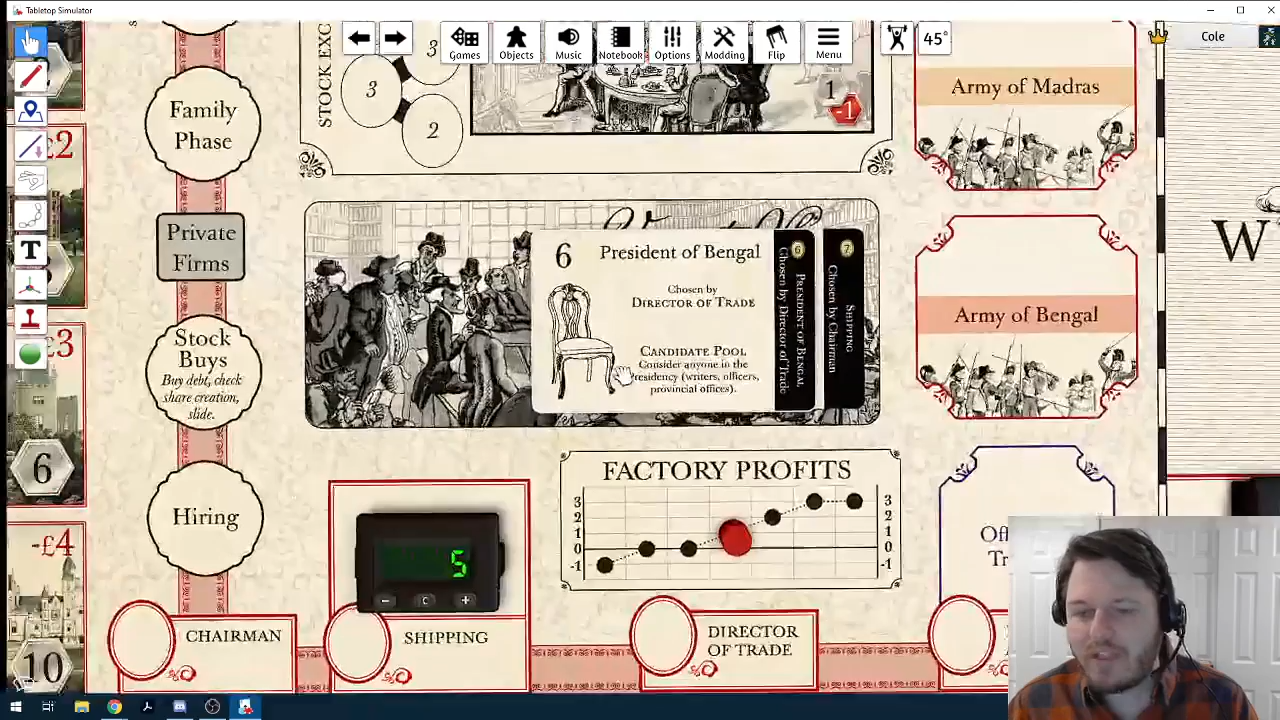 Tabletop Simulator
Games
Objects
Music
Notebook
Options
Modding
Flip
Menu
45°
Cole
£2
£3
6
-£4
10
T
Family
Phase
Private
Firms
Stock
Buys
Buy debt, check
share creation,
slide.
Hiring
STOCK EXC
3
3
2
1
-1
Army of Madras
Army of Bengal
W
6
President of Bengal
Chosen by
DIRECTOR OF TRADE
CANDIDATE POOL
Consider anyone in the
presidency (writers, officers,
provincial offices).
6
PRESIDENT OF BENGAL
Chosen by Director of Trade
7
SHIPPING
Chosen by Chairman
FACTORY PROFITS
3
2
1
0
-1
3
2
1
0
-1
5
- C +
CHAIRMAN
SHIPPING
DIRECTOR
OF TRADE